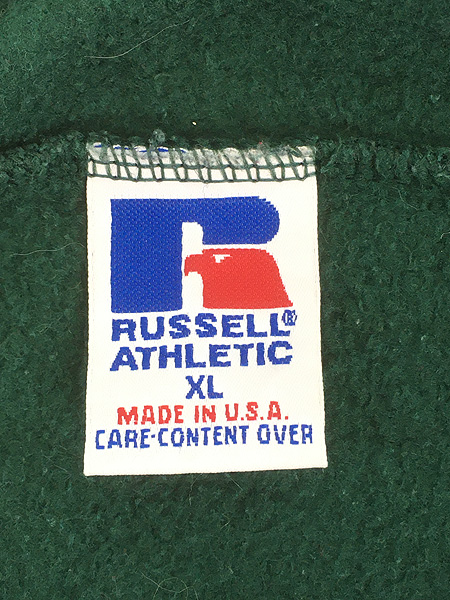 RUSSELL®
ATHLETIC
XL
MADE IN U.S.A.
CARE-CONTENT OVER